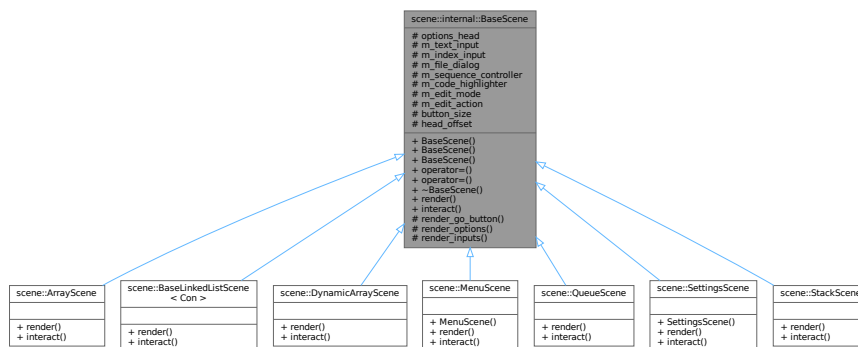 scene::internal::BaseScene
# options_head
# m_text_input
# m_index_input
# m_file_dialog
# m_sequence_controller
# m_code_highlighter
# m_edit_mode
# m_edit_action
# button_size
# head_offset
+ BaseScene()
+ BaseScene()
+ BaseScene()
+ operator=()
+ operator=()
+ ~BaseScene()
+ render()
+ interact()
# render_go_button()
# render_options()
# render_inputs()
scene::ArrayScene
+ render()
+ interact()
scene::BaseLinkedListScene
< Con >
+ render()
+ interact()
scene::DynamicArrayScene
+ render()
+ interact()
scene::MenuScene
+ MenuScene()
+ render()
+ interact()
scene::QueueScene
+ render()
+ interact()
scene::SettingsScene
+ SettingsScene()
+ render()
+ interact()
scene::StackScene
+ render()
+ interact()